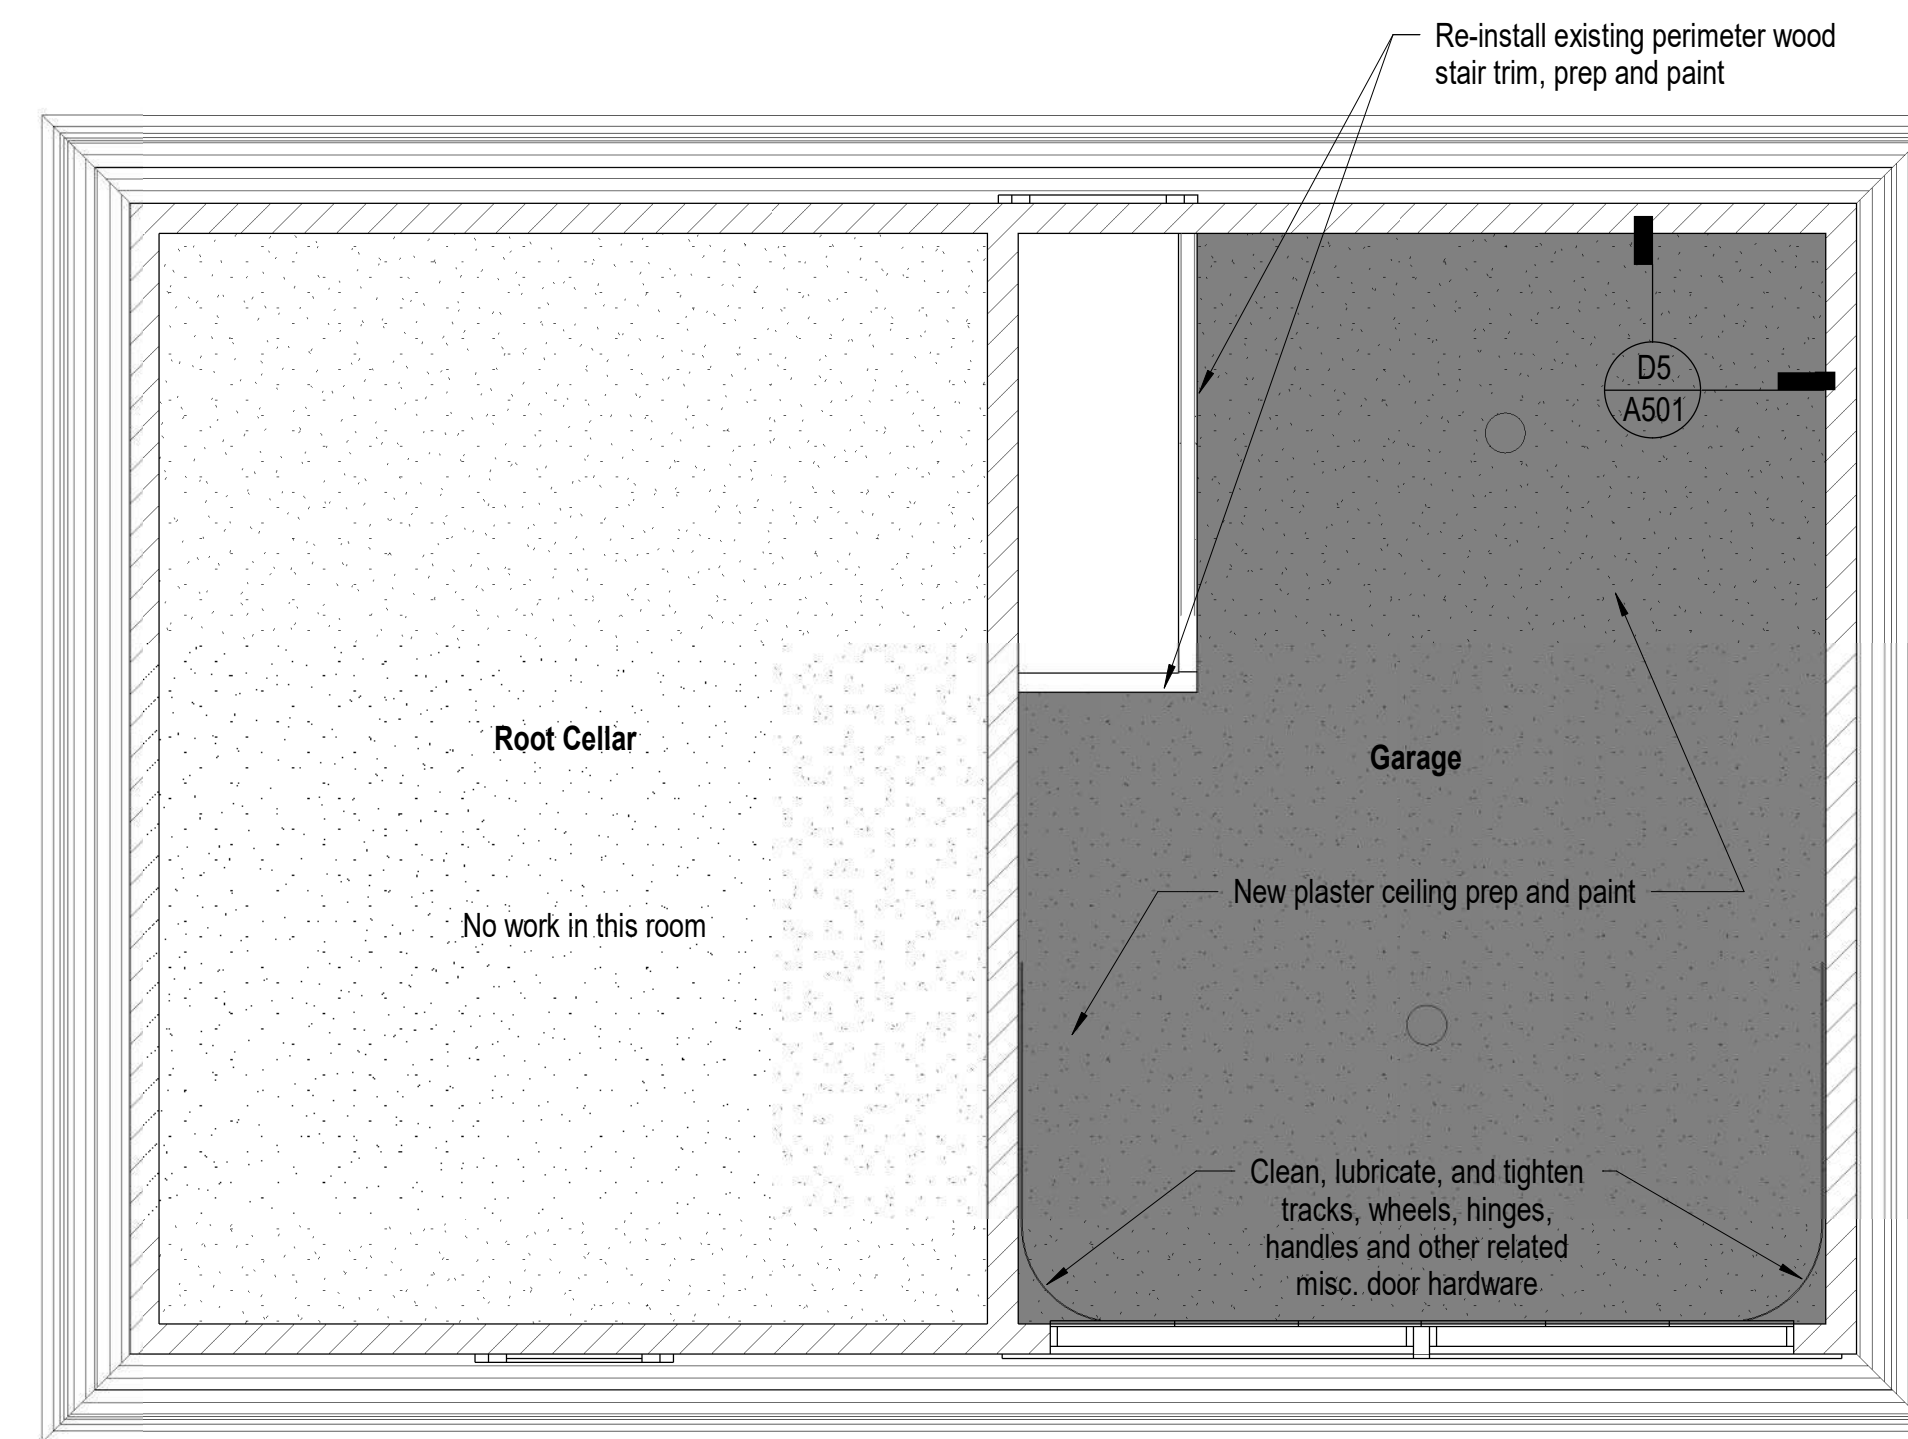 Re-install existing perimeter wood
stair trim, prep and paint
D5
A501
Root Cellar
Garage
New plaster ceiling prep and paint
No work in this room
Clean, lubricate, and tighten
tracks, wheels, hinges,
handles and other related
misc. door hardware